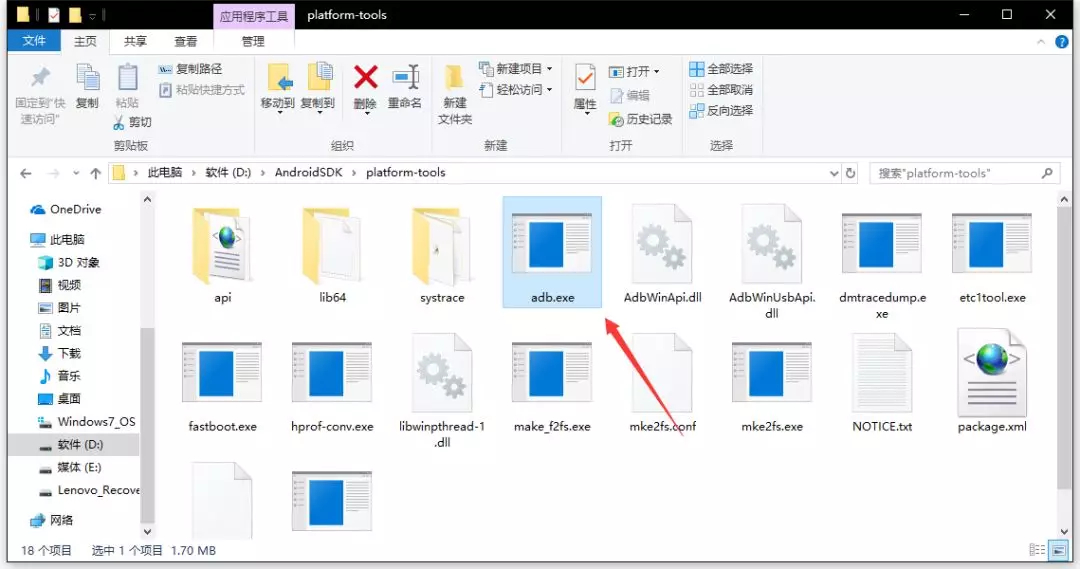 应用程序工具
platform-tools
文件
主页
共享
查看
管理
固定到"快
速访问"
复制
粘贴
复制路径
粘贴快捷方式
剪切
剪贴板
移动到
复制到
删除
重命名
组织
新建
文件夹
新建项目
轻松访问
新建
属性
打开
编辑
历史记录
打开
全部选择
全部取消
反向选择
选择
此电脑 软件 (D:) AndroidSDK platform-tools
搜索"platform-tools"
OneDrive
此电脑
3D 对象
视频
图片
文档
下载
音乐
桌面
Windows7_OS
软件 (D:)
媒体 (E:)
Lenovo_Recove
网络
api
lib64
systrace
adb.exe
AdbWinApi.dll
AdbWinUsbApi.
dll
dmtracedump.e
xe
etc1tool.exe
fastboot.exe
hprof-conv.exe
libwinpthread-1
.dll
make_f2fs.exe
mke2fs.conf
mke2fs.exe
NOTICE.txt
package.xml
18 个项目
选中 1 个项目 1.70 MB